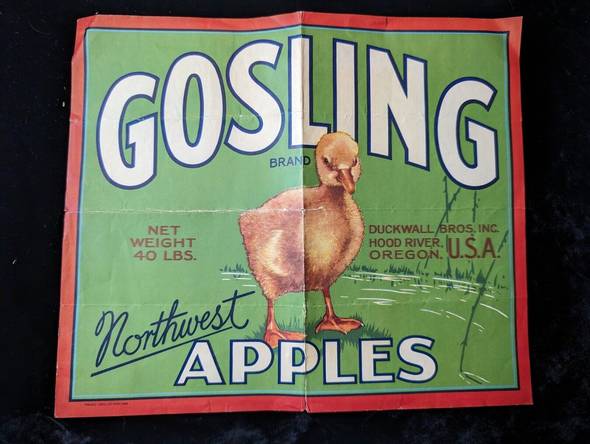 GOSLING
BRAND
NET
WEIGHT
40 LBS.
DUCKWALL BROS. INC.
HOOD RIVER,
OREGON, U.S.A.
Northwest
APPLES